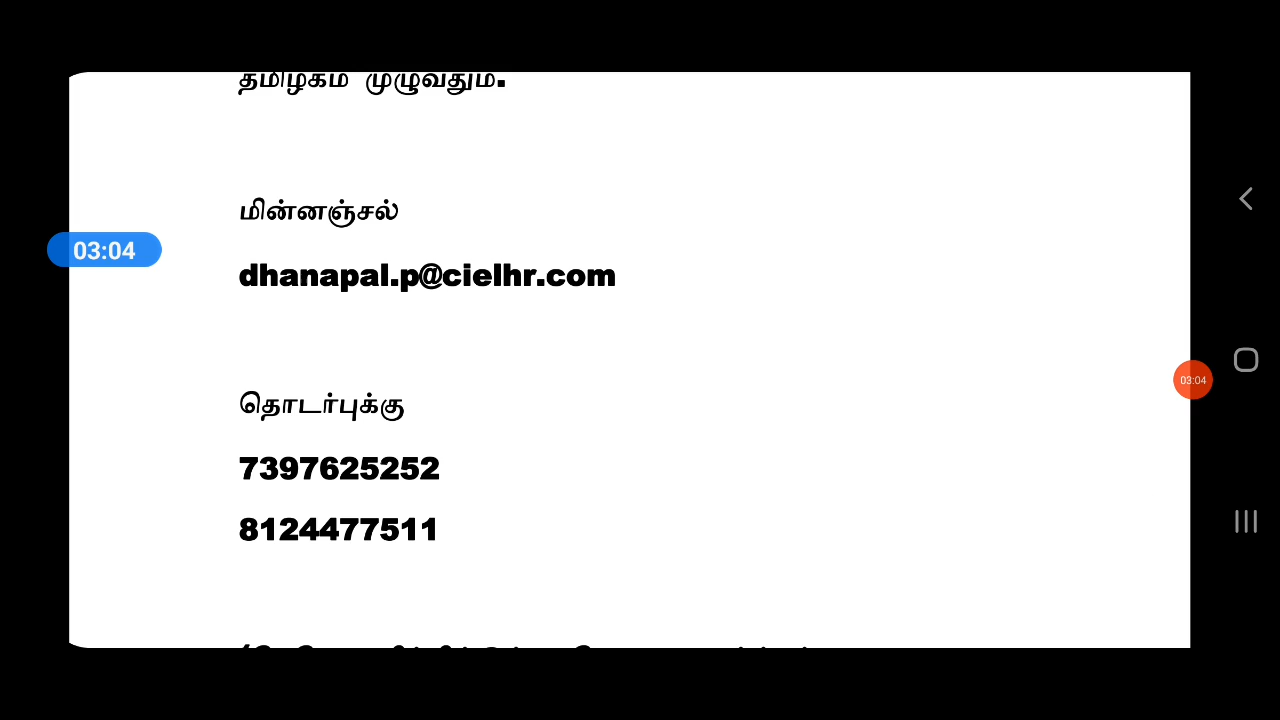 தமிழகம் முழுவதும்.
மின்னஞ்சல்
03:04
dhanapal.p@cielhr.com
03:04
தொடர்புக்கு
7397625252
8124477511